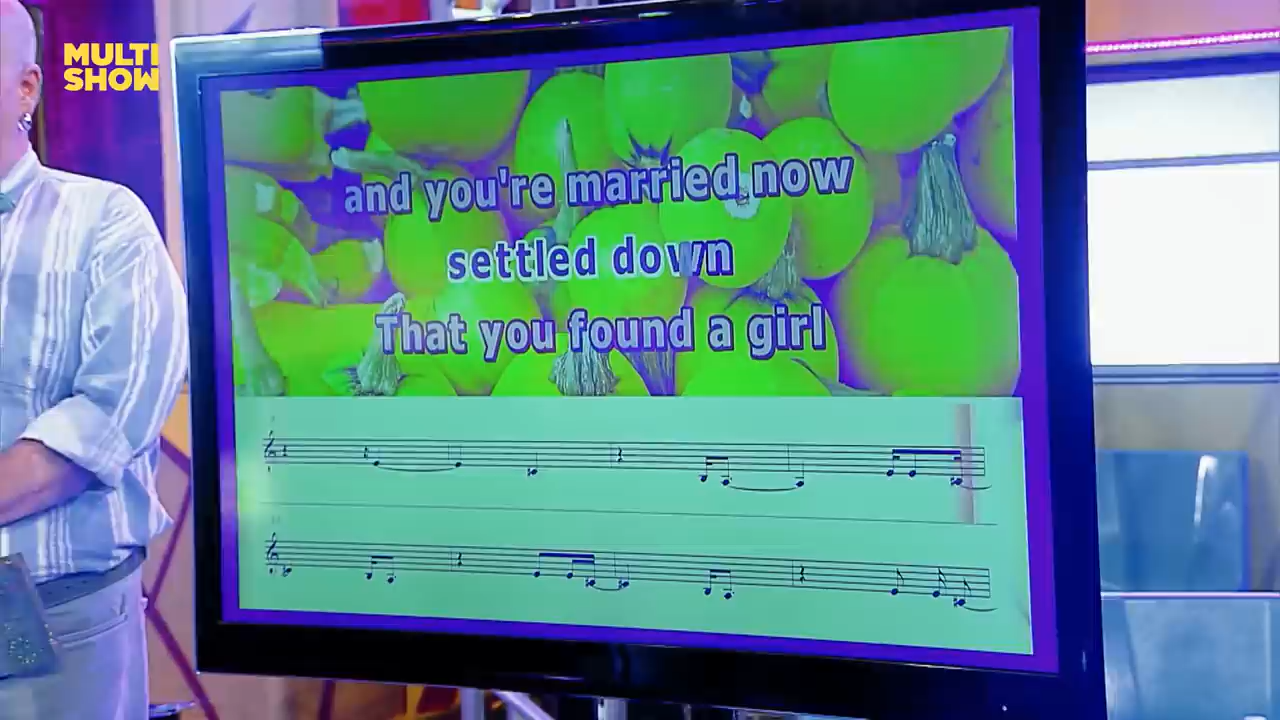 MULTI
SHOW
and you're married now
settled down
That you found a girl